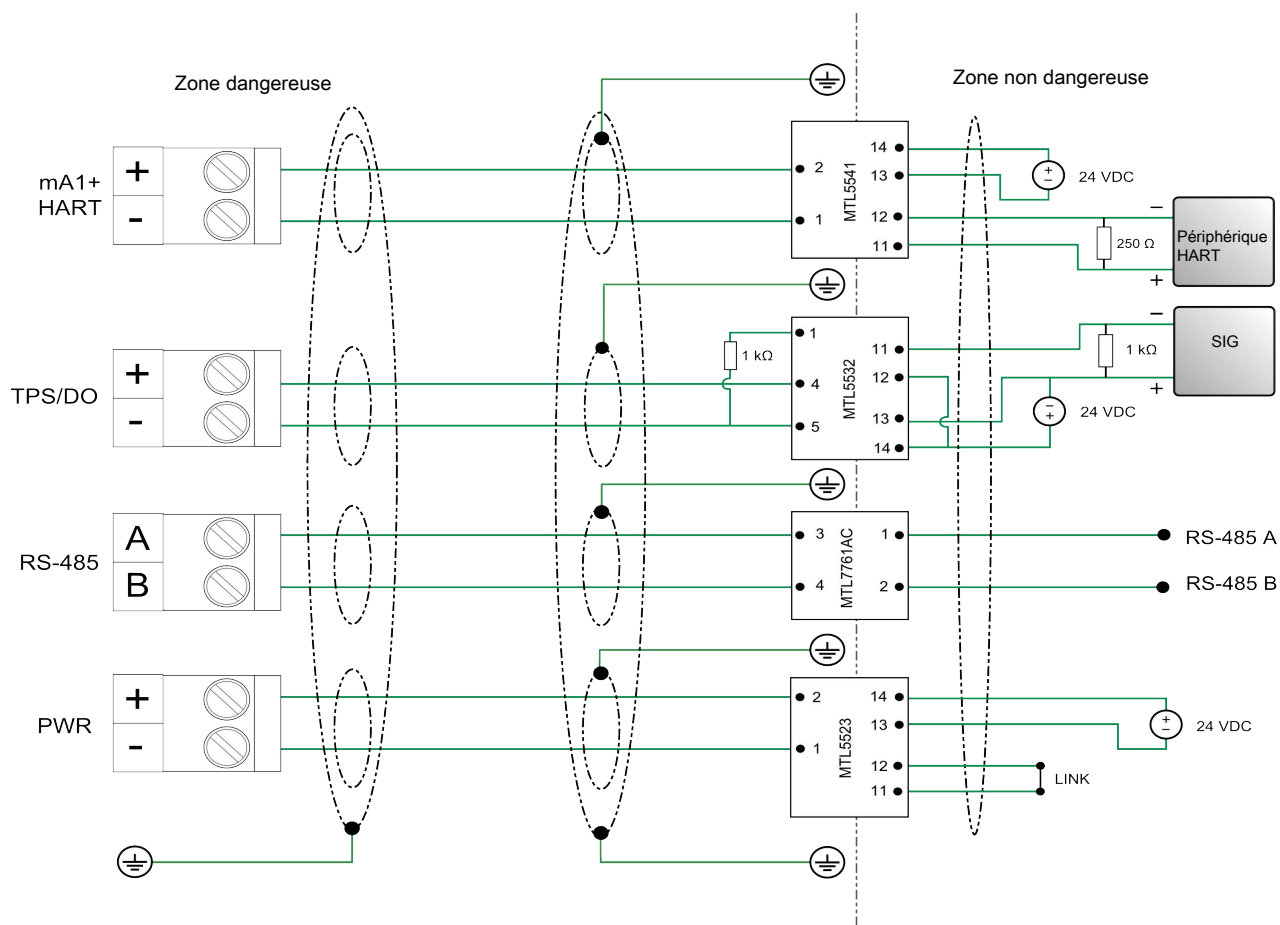 Zone dangereuse
Zone non dangereuse
mA1+
HART
+
-
2
1
MTL5541
14
13
12
11
+
−
24 VDC
250 Ω
−
+
Périphérique
HART
TPS/DO
+
-
1 kΩ
1
4
5
MTL5532
11
12
13
14
−
+
24 VDC
1 kΩ
−
+
SIG
RS-485
A
B
3
4
MTL7761AC
1
2
RS-485 A
RS-485 B
PWR
+
-
2
1
MTL5523
14
13
12
11
+
−
24 VDC
LINK